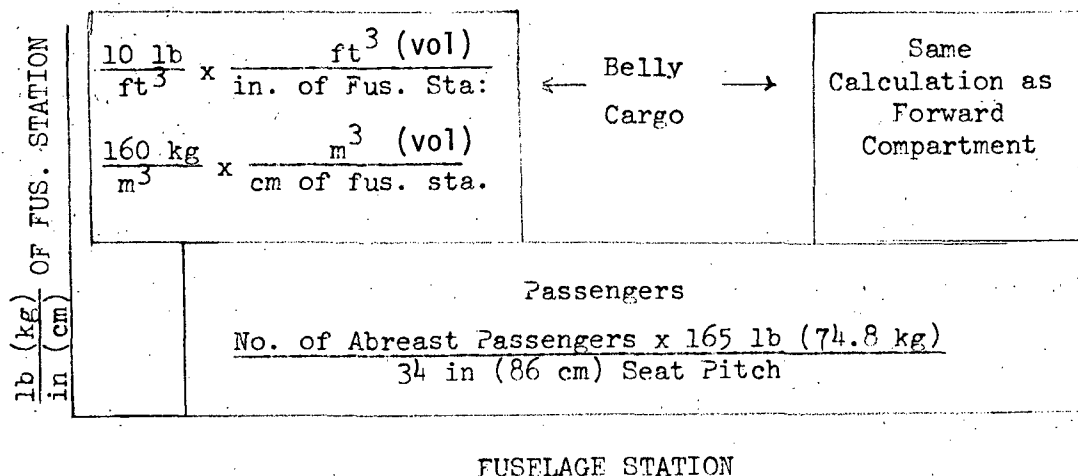 lb (kg)
in (cm) OF FUS. STATION
10 lb
ft³ x ft³ (vol)
in. of Fus. Sta:
160 kg
m³ x m³ (vol)
cm of fus. sta.
← Belly →
Cargo
Same
Calculation as
Forward
Compartment
Passengers
No. of Abreast Passengers x 165 lb (74.8 kg)
34 in (86 cm) Seat Pitch
FUSELAGE STATION